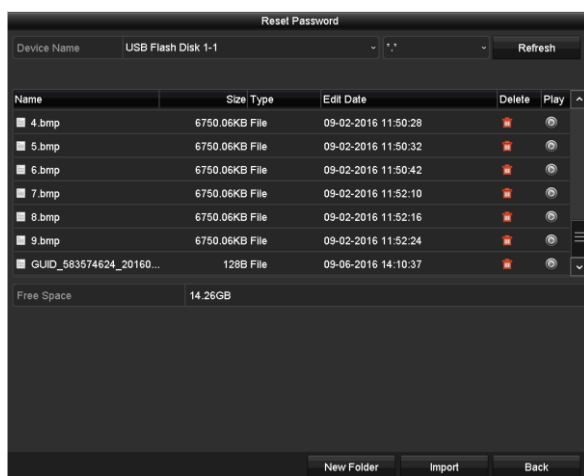 Reset Password
Device Name USB Flash Disk 1-1 *.* Refresh
Name Size Type Edit Date Delete Play
4.bmp 6750.06KB File 09-02-2016 11:50:28
5.bmp 6750.06KB File 09-02-2016 11:50:32
6.bmp 6750.06KB File 09-02-2016 11:50:42
7.bmp 6750.06KB File 09-02-2016 11:52:10
8.bmp 6750.06KB File 09-02-2016 11:52:16
9.bmp 6750.06KB File 09-02-2016 11:52:24
GUID_583574624_20160... 128B File 09-06-2016 14:10:37
Free Space 14.26GB
New Folder Import Back